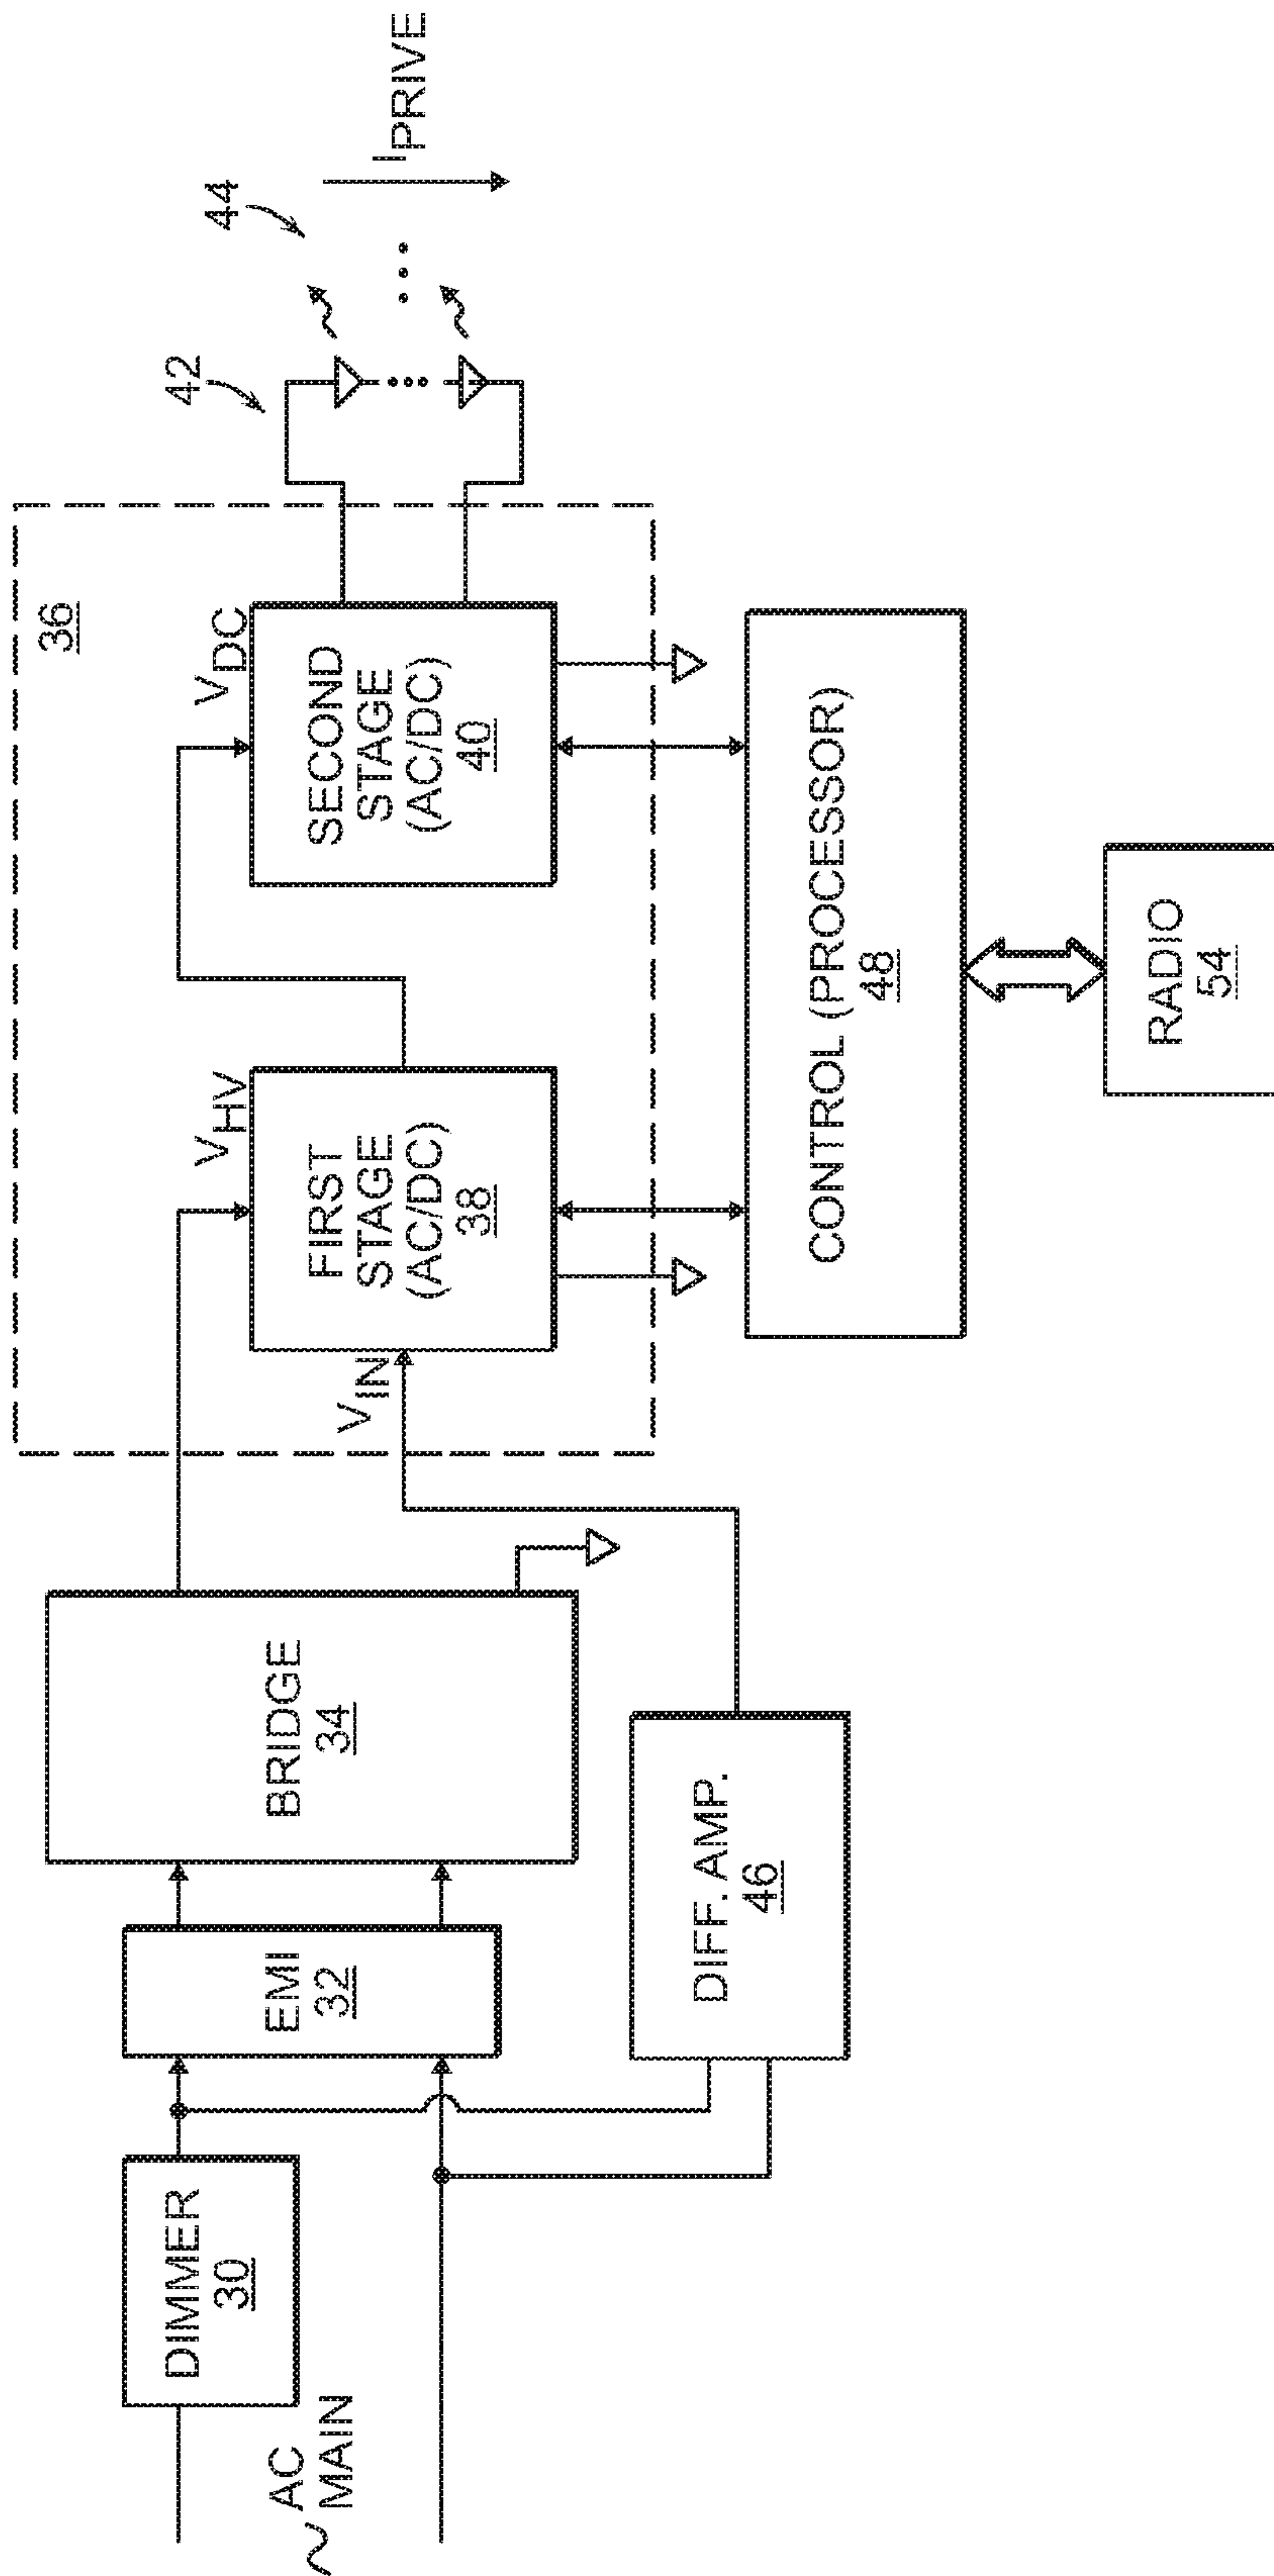 AC
MAIN
DIMMER
30
EMI
32
BRIDGE
34
DIFF. AMP.
46
36
V_IN
V_HV
FIRST
STAGE
(AC/DC)
38
V_DC
SECOND
STAGE
(AC/DC)
40
42
44
I_PRIVE
CONTROL (PROCESSOR)
48
RADIO
54